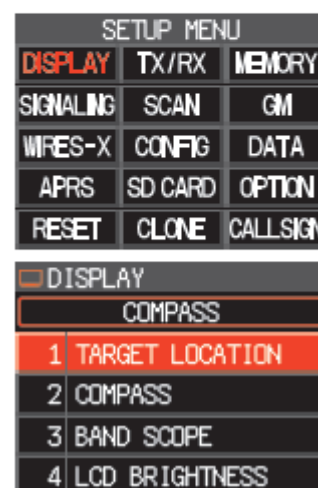 SETUP MENU
DISPLAY TX/RX MEMORY
SIGNALING SCAN GM
WIRES-X CONFIG DATA
APRS SD CARD OPTION
RESET CLONE CALLSIGN
DISPLAY
COMPASS
1 TARGET LOCATION
2 COMPASS
3 BAND SCOPE
4 LCD BRIGHTNESS